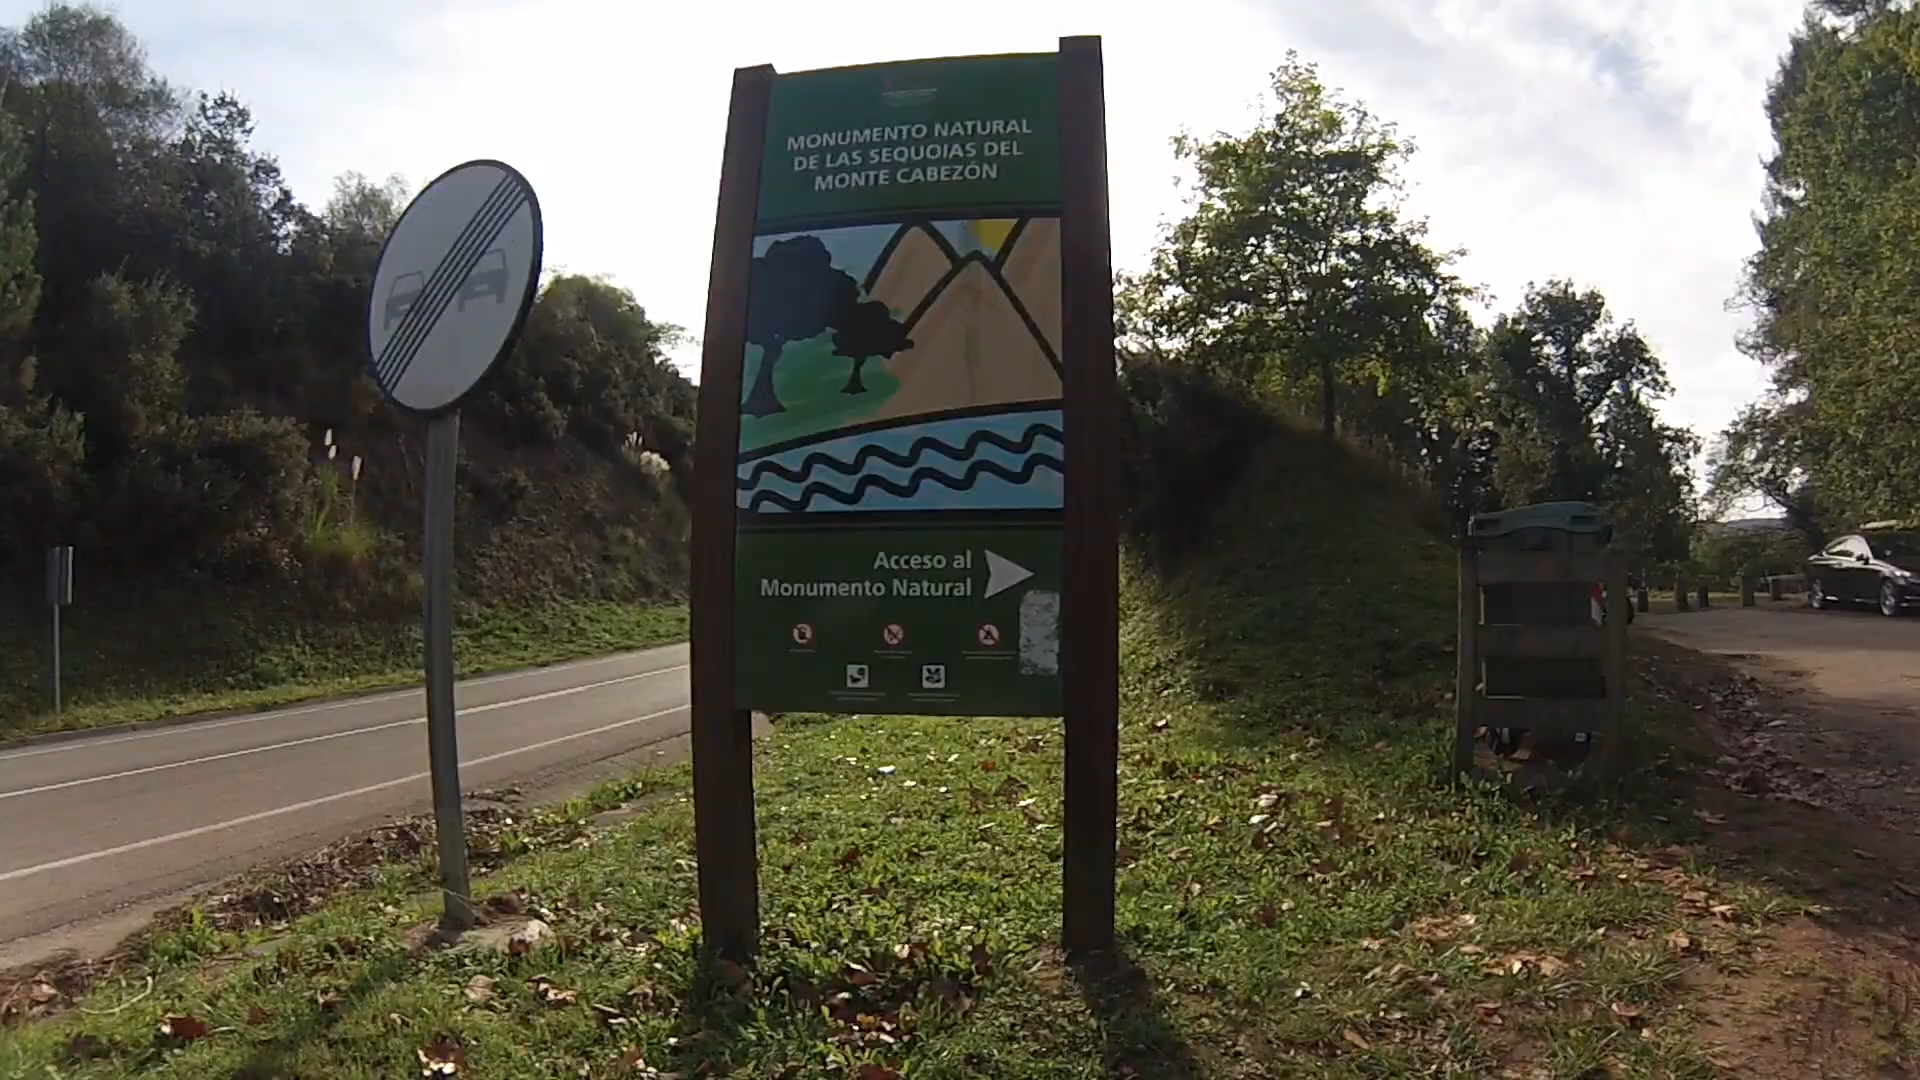 MONUMENTO NATURAL
DE LAS SEQUOIAS DEL
MONTE CABEZÓN
Acceso al
Monumento Natural